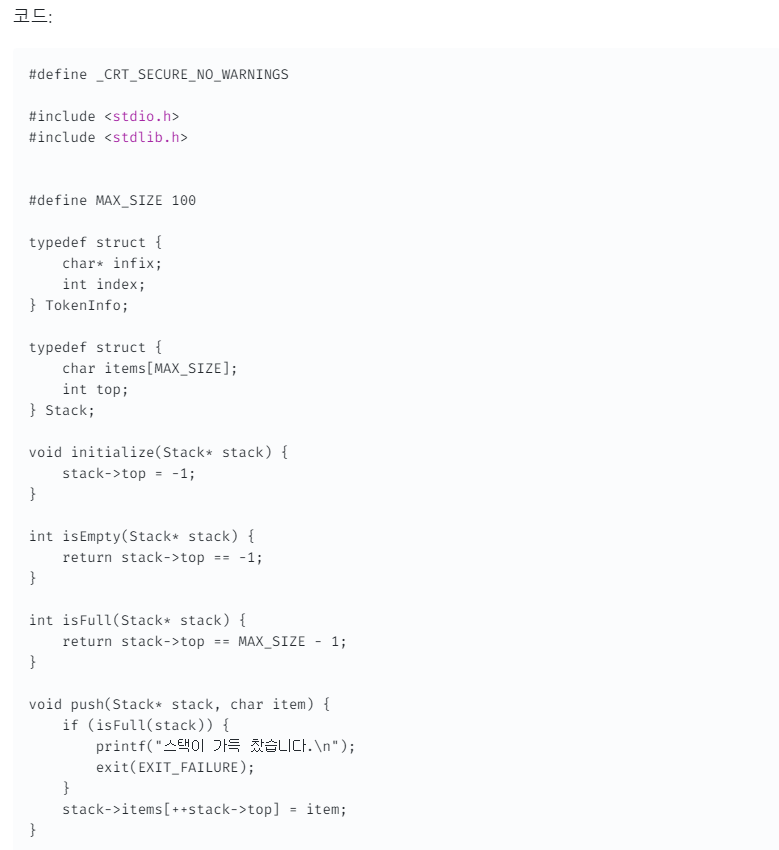 코드:
#define _CRT_SECURE_NO_WARNINGS
#include <stdio.h>
#include <stdlib.h>
#define MAX_SIZE 100
typedef struct {
    char* infix;
    int index;
} TokenInfo;
typedef struct {
    char items[MAX_SIZE];
    int top;
} Stack;
void initialize(Stack* stack) {
    stack->top = -1;
}
int isEmpty(Stack* stack) {
    return stack->top == -1;
}
int isFull(Stack* stack) {
    return stack->top == MAX_SIZE - 1;
}
void push(Stack* stack, char item) {
    if (isFull(stack)) {
        printf("스택이 가득 찼습니다.\n");
        exit(EXIT_FAILURE);
    }
    stack->items[++stack->top] = item;
}